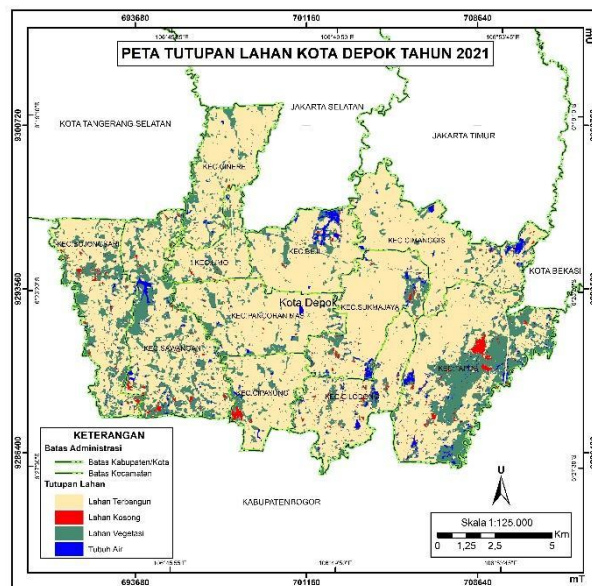 693680 701160 708640
PETA TUTUPAN LAHAN KOTA DEPOK TAHUN 2021
JAKARTA SELATAN
KOTA TANGERANG SELATAN
JAKARTA TIMUR
9300720
KEC.CINERE
KEC.BOJONGSARI
KEC.LIMO
KEC.BEJI
KEC.CIMANGGIS
KOTA BEKASI
9293560
Kota Depok
KEC.PANCORAN MAS
KEC.SUKMAJAYA
KEC.SAWANGAN
KEC.TAPOS
KEC.CIPAYUNG
KEC.CILODONG
9286400
KABUPATEN BOGOR
KETERANGAN
Batas Administrasi
Batas Kabupaten/Kota
Batas Kecamatan
Tutupan Lahan
Lahan Terbangun
Lahan Kosong
Lahan Vegetasi
Tubuh Air
U
Skala 1:125.000
Km
0 1,25 2,5 5
mT
693680 701160 708640